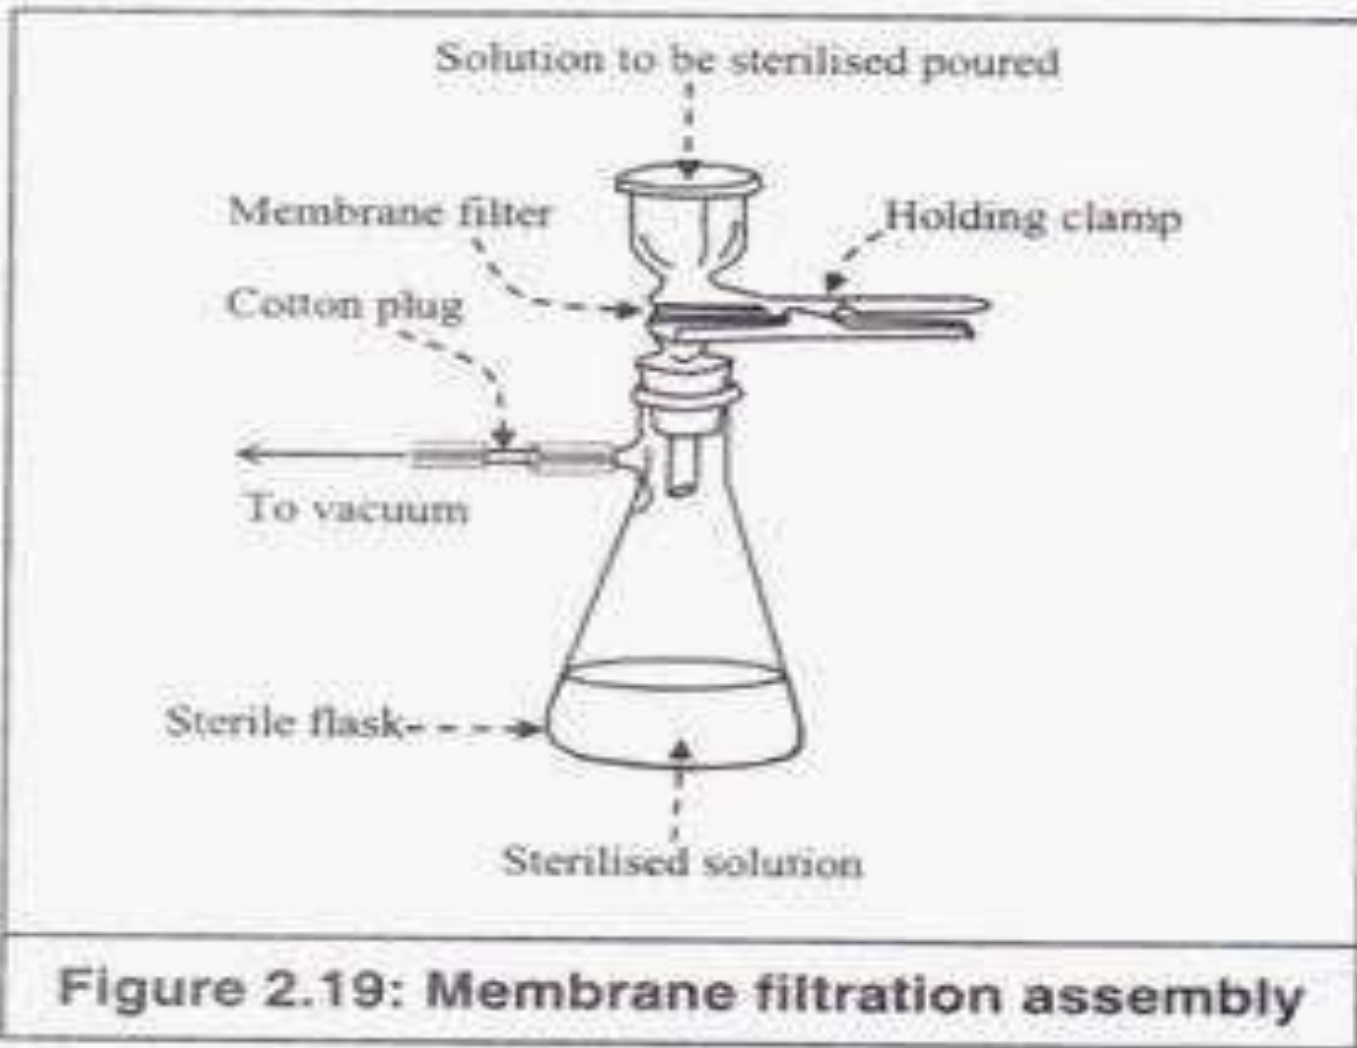 Solution to be sterilised poured
Membrane filter
Holding clamp
Cotton plug
To vacuum
Sterile flask
Sterilised solution
Figure 2.19: Membrane filtration assembly